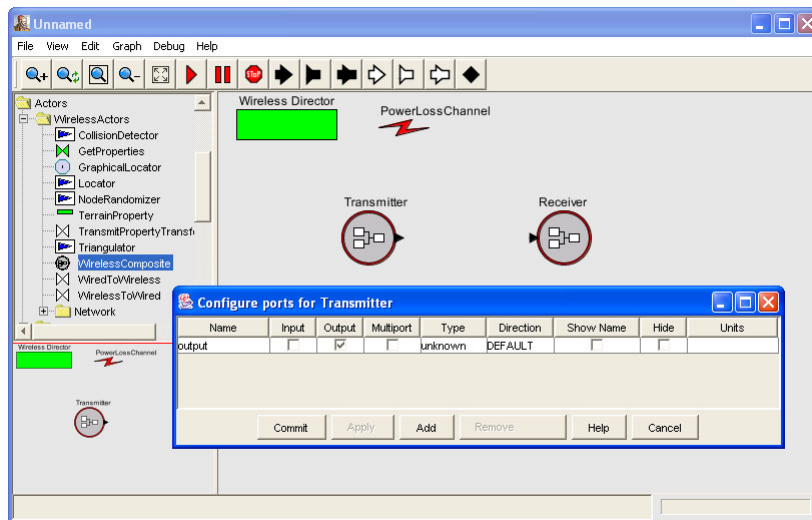 Unnamed
File View Edit Graph Debug Help
STOP
Actors
WirelessActors
CollisionDetector
GetProperties
GraphicalLocator
Locator
NodeRandomizer
TerrainProperty
TransmitPropertyTransf
Triangulator
WirelessComposite
WiredToWireless
WirelessToWired
Network
Wireless Director
PowerLossChannel
Transmitter
Receiver
Wireless Director
PowerLossChannel
Transmitter
Configure ports for Transmitter
Name Input Output Multiport Type Direction Show Name Hide Units
output unknown DEFAULT
Commit Apply Add Remove Help Cancel